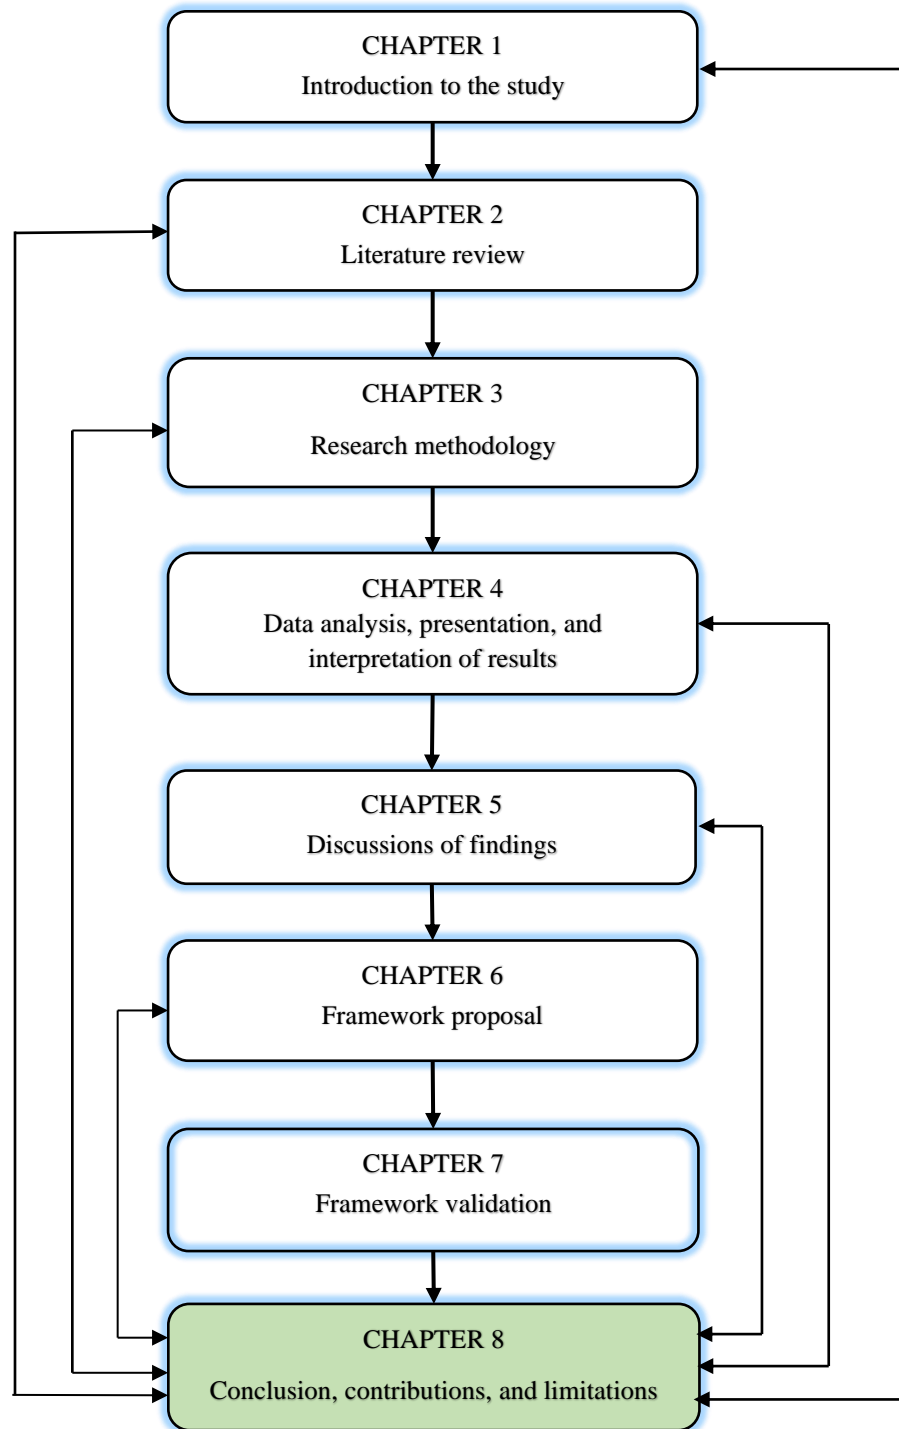 CHAPTER 1
Introduction to the study
CHAPTER 2
Literature review
CHAPTER 3
Research methodology
CHAPTER 4
Data analysis, presentation, and
interpretation of results
CHAPTER 5
Discussions of findings
CHAPTER 6
Framework proposal
CHAPTER 7
Framework validation
CHAPTER 8
Conclusion, contributions, and limitations